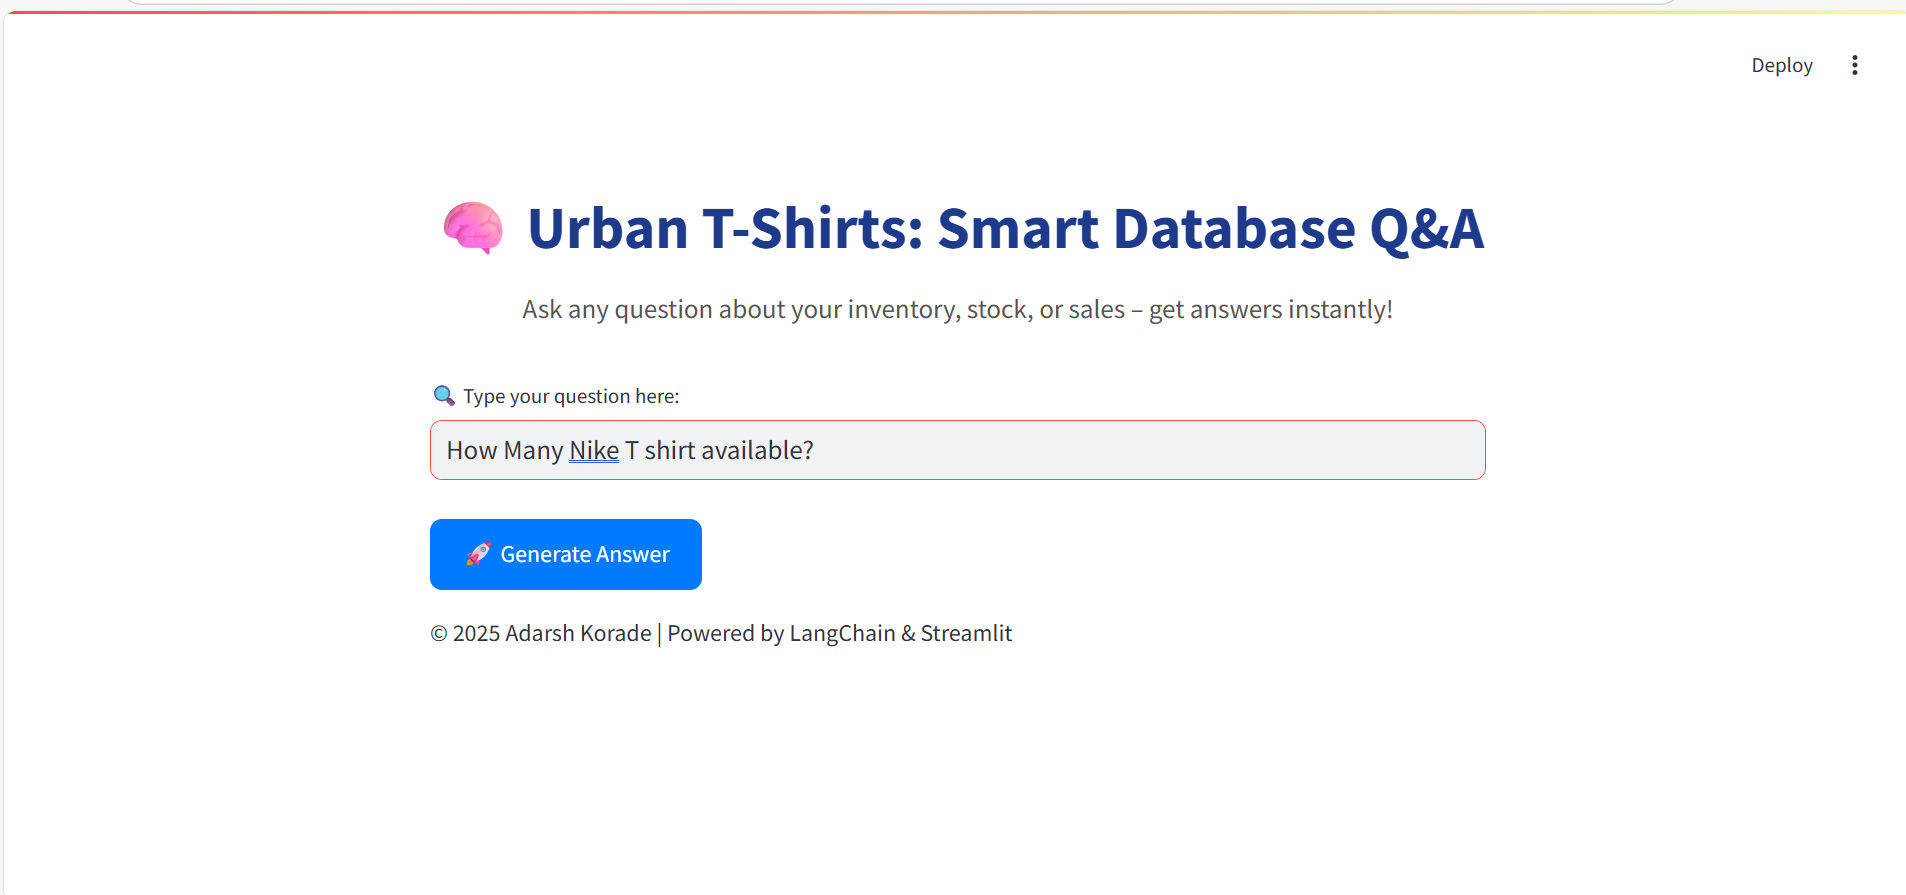 Deploy
Urban T-Shirts: Smart Database Q&A
Ask any question about your inventory, stock, or sales – get answers instantly!
Type your question here:
How Many Nike T shirt available?
Generate Answer
© 2025 Adarsh Korade | Powered by LangChain & Streamlit